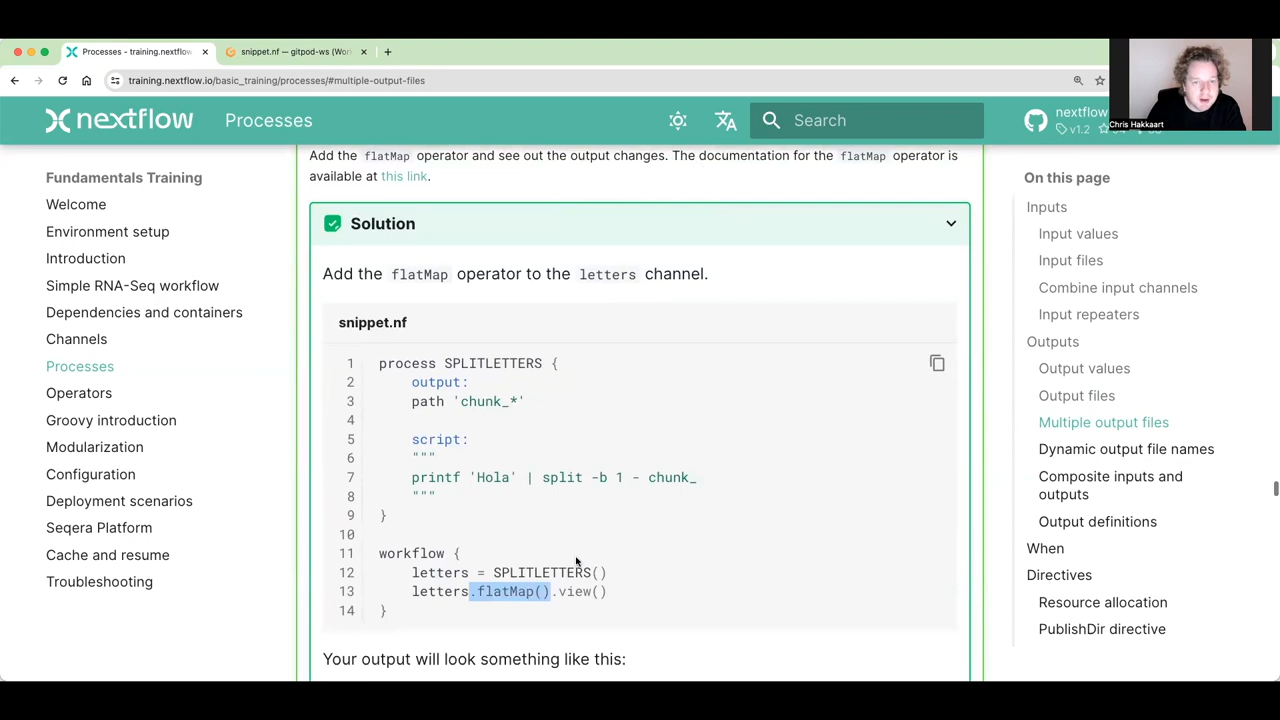 Processes - training.nextflow
snippet.nf — gitpod-ws (Wor
training.nextflow.io/basic_training/processes/#multiple-output-files
Chris Hakkaart
nextflow
Processes
Search
nextflow
v1.2
Add the flatMap operator and see out the output changes. The documentation for the flatMap operator is
available at this link.
Fundamentals Training
Welcome
Environment setup
Introduction
Simple RNA-Seq workflow
Dependencies and containers
Channels
Processes
Operators
Groovy introduction
Modularization
Configuration
Deployment scenarios
Seqera Platform
Cache and resume
Troubleshooting
Solution
Add the flatMap operator to the letters channel.
snippet.nf
1 process SPLITLETTERS {
2 output:
3 path 'chunk_*'
4
5 script:
6 """
7 printf 'Hola' | split -b 1 - chunk_
8 """
9 }
10
11 workflow {
12 letters = SPLITLETTERS()
13 letters.flatMap().view()
14 }
Your output will look something like this:
On this page
Inputs
Input values
Input files
Combine input channels
Input repeaters
Outputs
Output values
Output files
Multiple output files
Dynamic output file names
Composite inputs and
outputs
Output definitions
When
Directives
Resource allocation
PublishDir directive